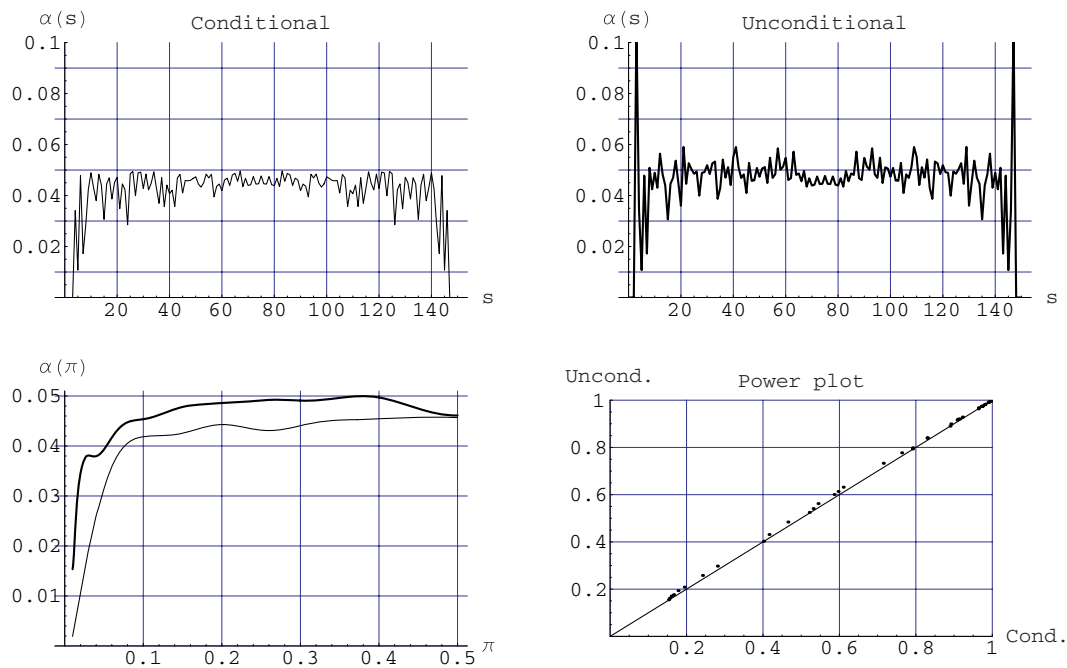 α(s)
Conditional
0.1
0.08
0.06
0.04
0.02
20 40 60 80 100 120 140
s
α(s)
Unconditional
0.1
0.08
0.06
0.04
0.02
20 40 60 80 100 120 140
s
α(π)
0.05
0.04
0.03
0.02
0.01
0.1 0.2 0.3 0.4 0.5
π
Uncond.
Power plot
1
0.8
0.6
0.4
0.2
0.2 0.4 0.6 0.8 1
Cond.